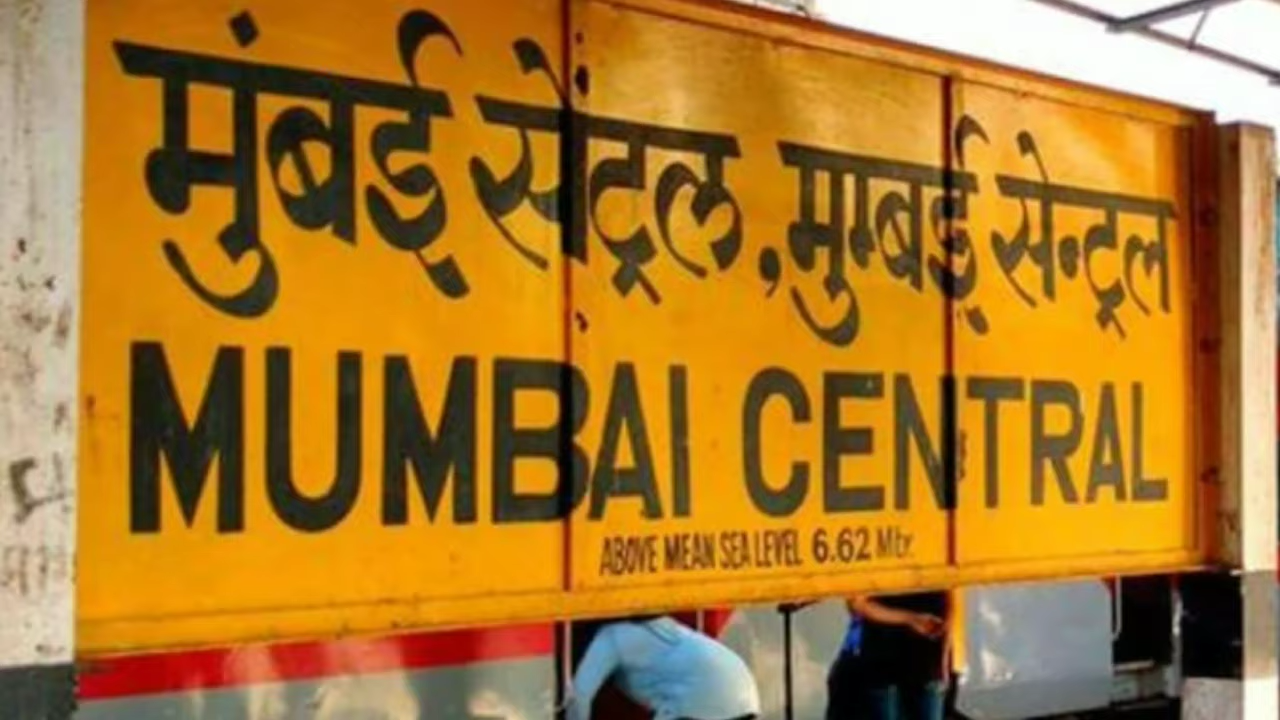 मुंबई सेंट्रल , मुम्बई सेन्ट्रल
MUMBAI CENTRAL
ABOVE MEAN SEA LEVEL 6.62 Mtr.